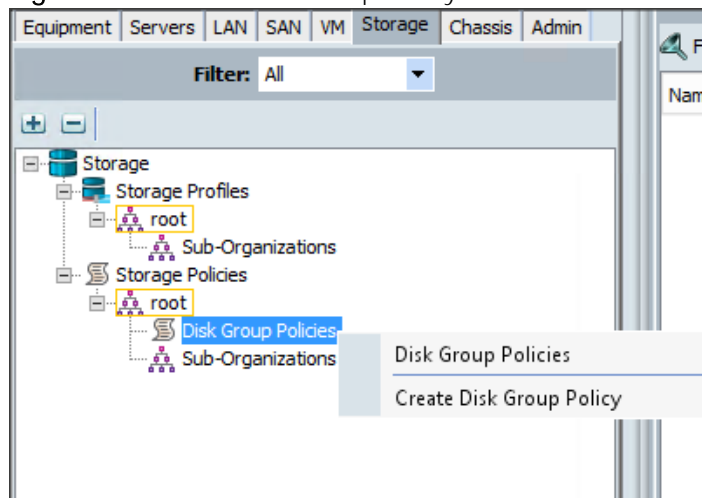 Equipment Servers LAN SAN VM Storage Chassis Admin
Filter: All
Storage
Storage Profiles
root
Sub-Organizations
Storage Policies
root
Disk Group Policies
Sub-Organizations
Disk Group Policies
Create Disk Group Policy